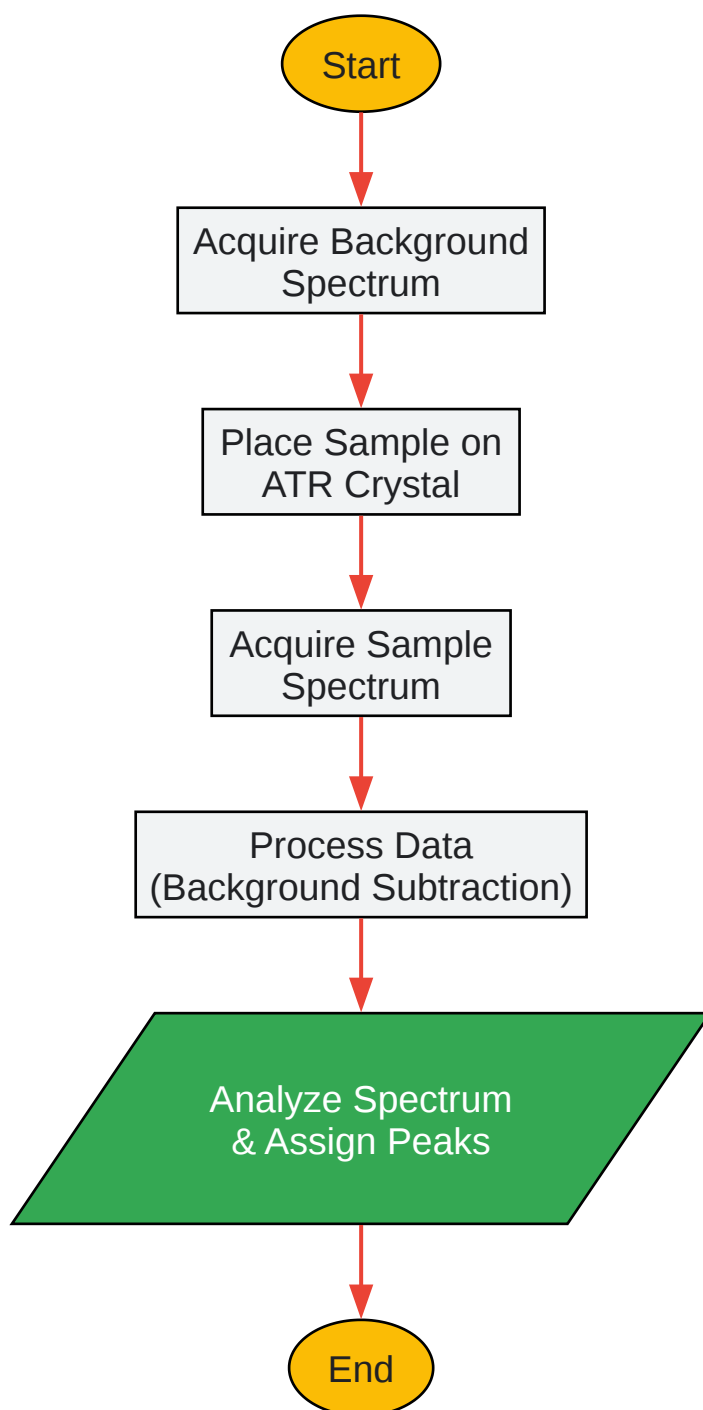 Start
Acquire Background
Spectrum
Place Sample on
ATR Crystal
Acquire Sample
Spectrum
Process Data
(Background Subtraction)
Analyze Spectrum
& Assign Peaks
End